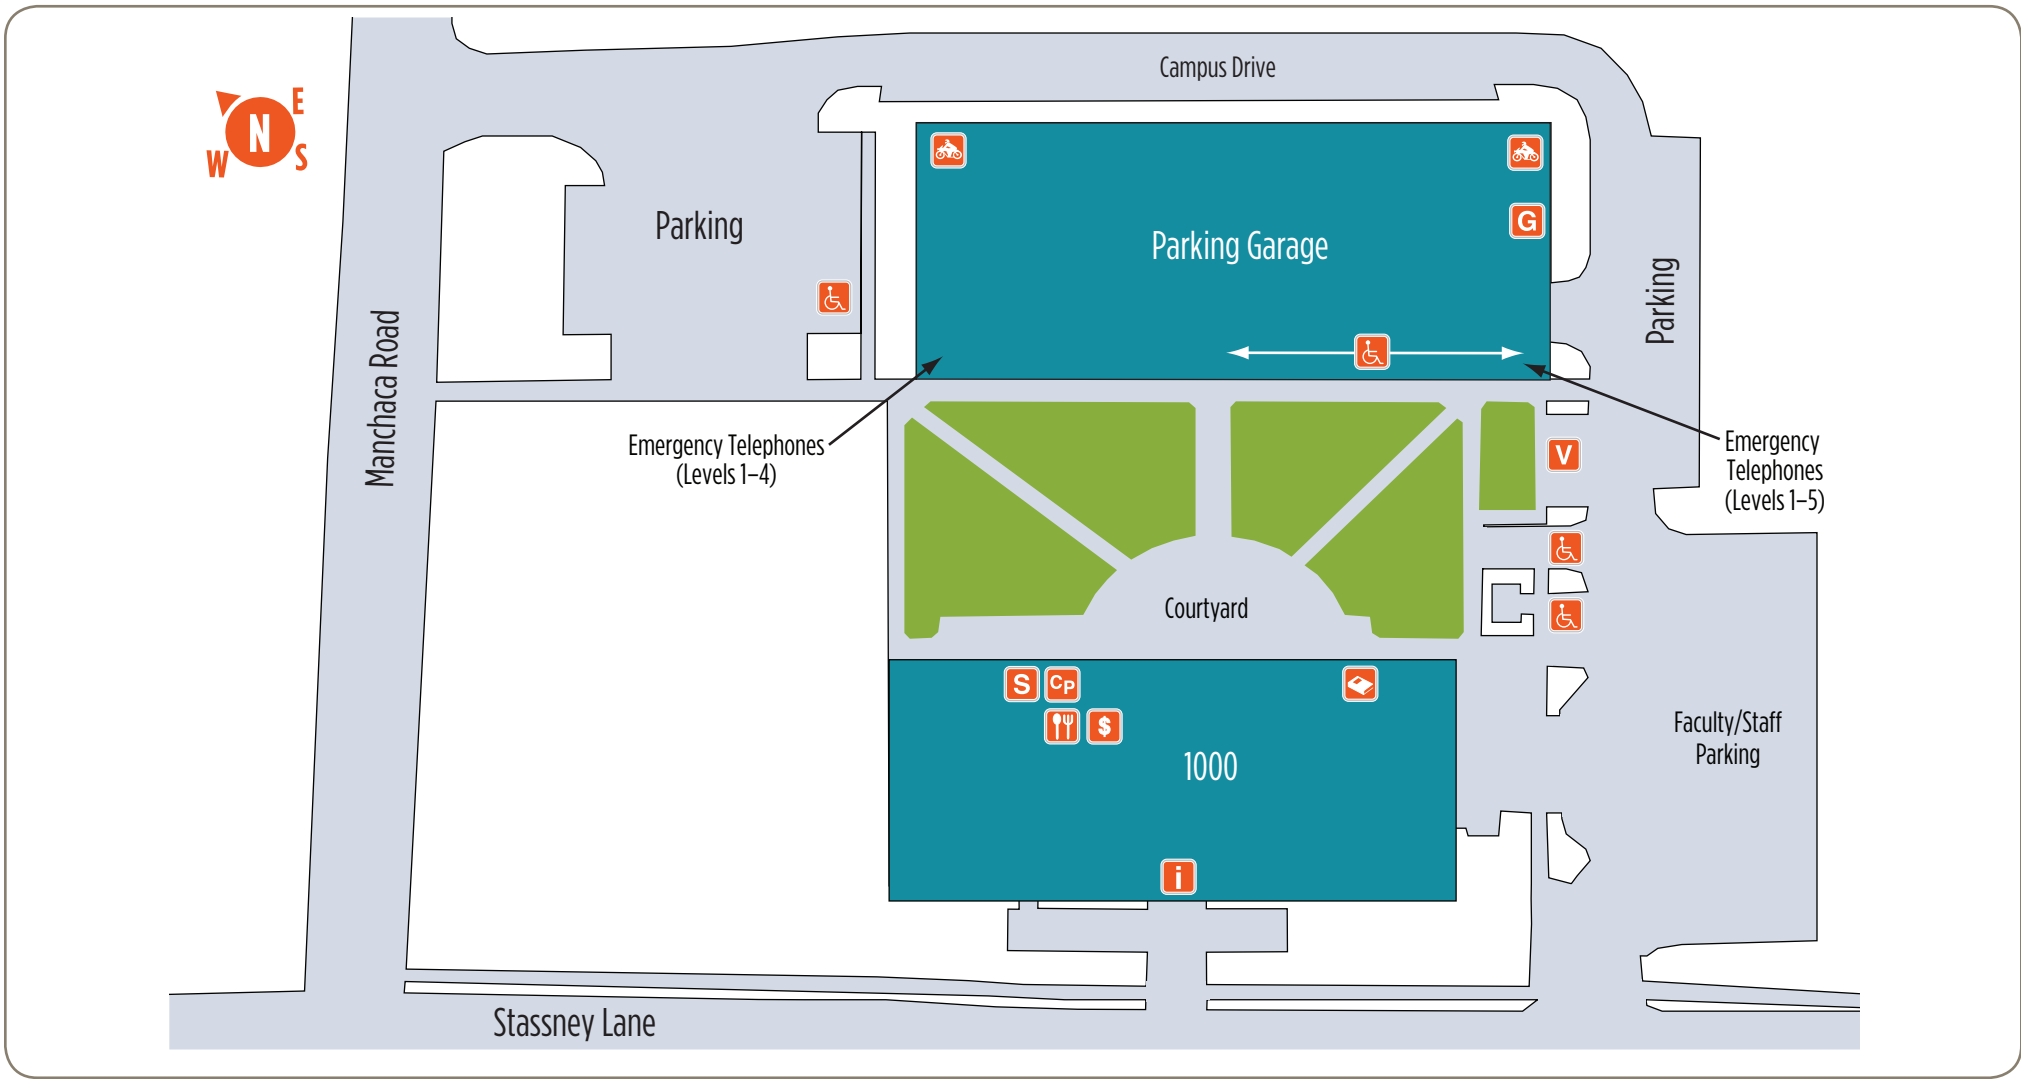 Campus Drive
N
E
W
S
Parking
Parking Garage
G
Parking
Manchaca Road
Emergency Telephones
(Levels 1–4)
Emergency
Telephones
(Levels 1–5)
V
Courtyard
S
CP
$
1000
Faculty/Staff
Parking
i
Stassney Lane